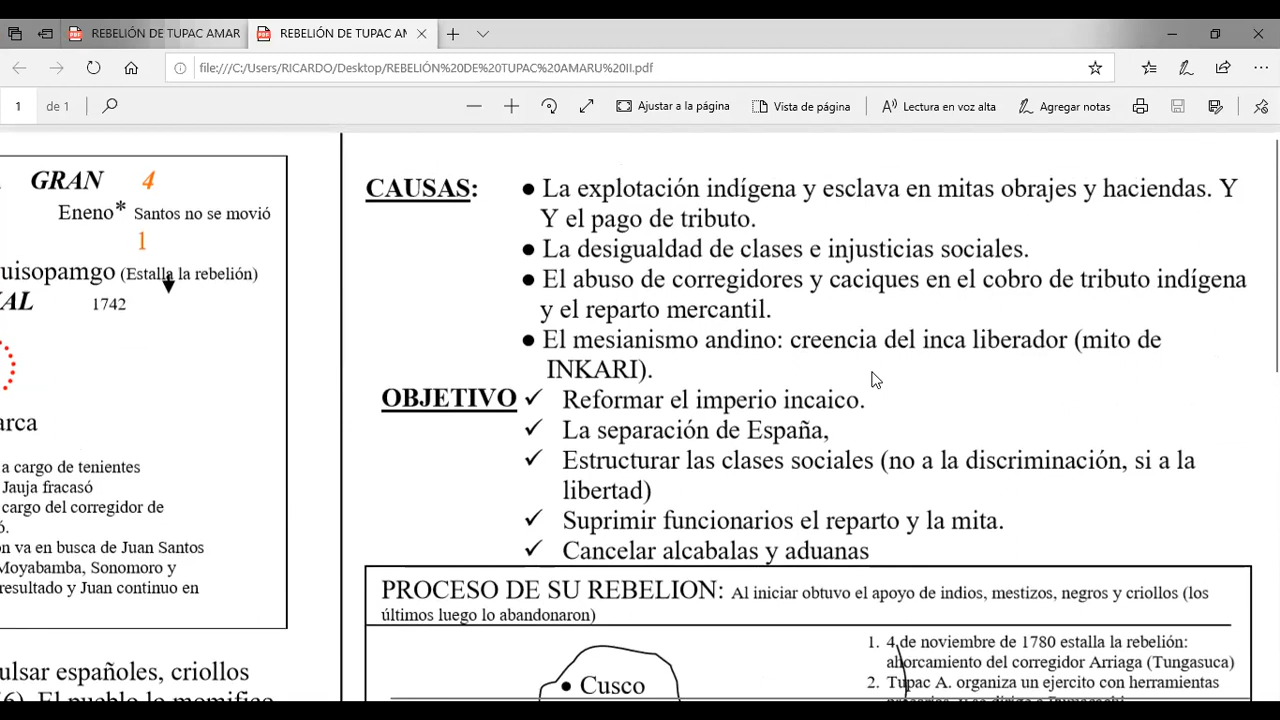 REBELIÓN DE TUPAC AMAR
REBELIÓN DE TUPAC AM
file:///C:/Users/RICARDO/Desktop/REBELIÓN%20DE%20TUPAC%20AMARU%20II.pdf
1 de 1
Ajustar a la página
Vista de página
Lectura en voz alta
Agregar notas
GRAN 4
Eneno* Santos no se movió
1
uisopamgo (Estalla la rebelión)
AL 1742
arca
a cargo de tenientes
Jauja fracasó
cargo del corregidor de
ó.
on va en busca de Juan Santos
Moyabamba, Sonomoro y
resultado y Juan continuo en
ulsar españoles, criollos
6). El pueblo lo momifico
CAUSAS:
● La explotación indígena y esclava en mitas obrajes y haciendas. Y
Y el pago de tributo.
● La desigualdad de clases e injusticias sociales.
● El abuso de corregidores y caciques en el cobro de tributo indígena
y el reparto mercantil.
● El mesianismo andino: creencia del inca liberador (mito de
INKARI).
OBJETIVO
✓ Reformar el imperio incaico.
✓ La separación de España,
✓ Estructurar las clases sociales (no a la discriminación, si a la
libertad)
✓ Suprimir funcionarios el reparto y la mita.
✓ Cancelar alcabalas y aduanas
PROCESO DE SU REBELION: Al iniciar obtuvo el apoyo de indios, mestizos, negros y criollos (los
últimos luego lo abandonaron)
● Cusco
1. 4 de noviembre de 1780 estalla la rebelión:
ahorcamiento del corregidor Arriaga (Tungasuca)
2. Tupac A. organiza un ejercito con herramientas